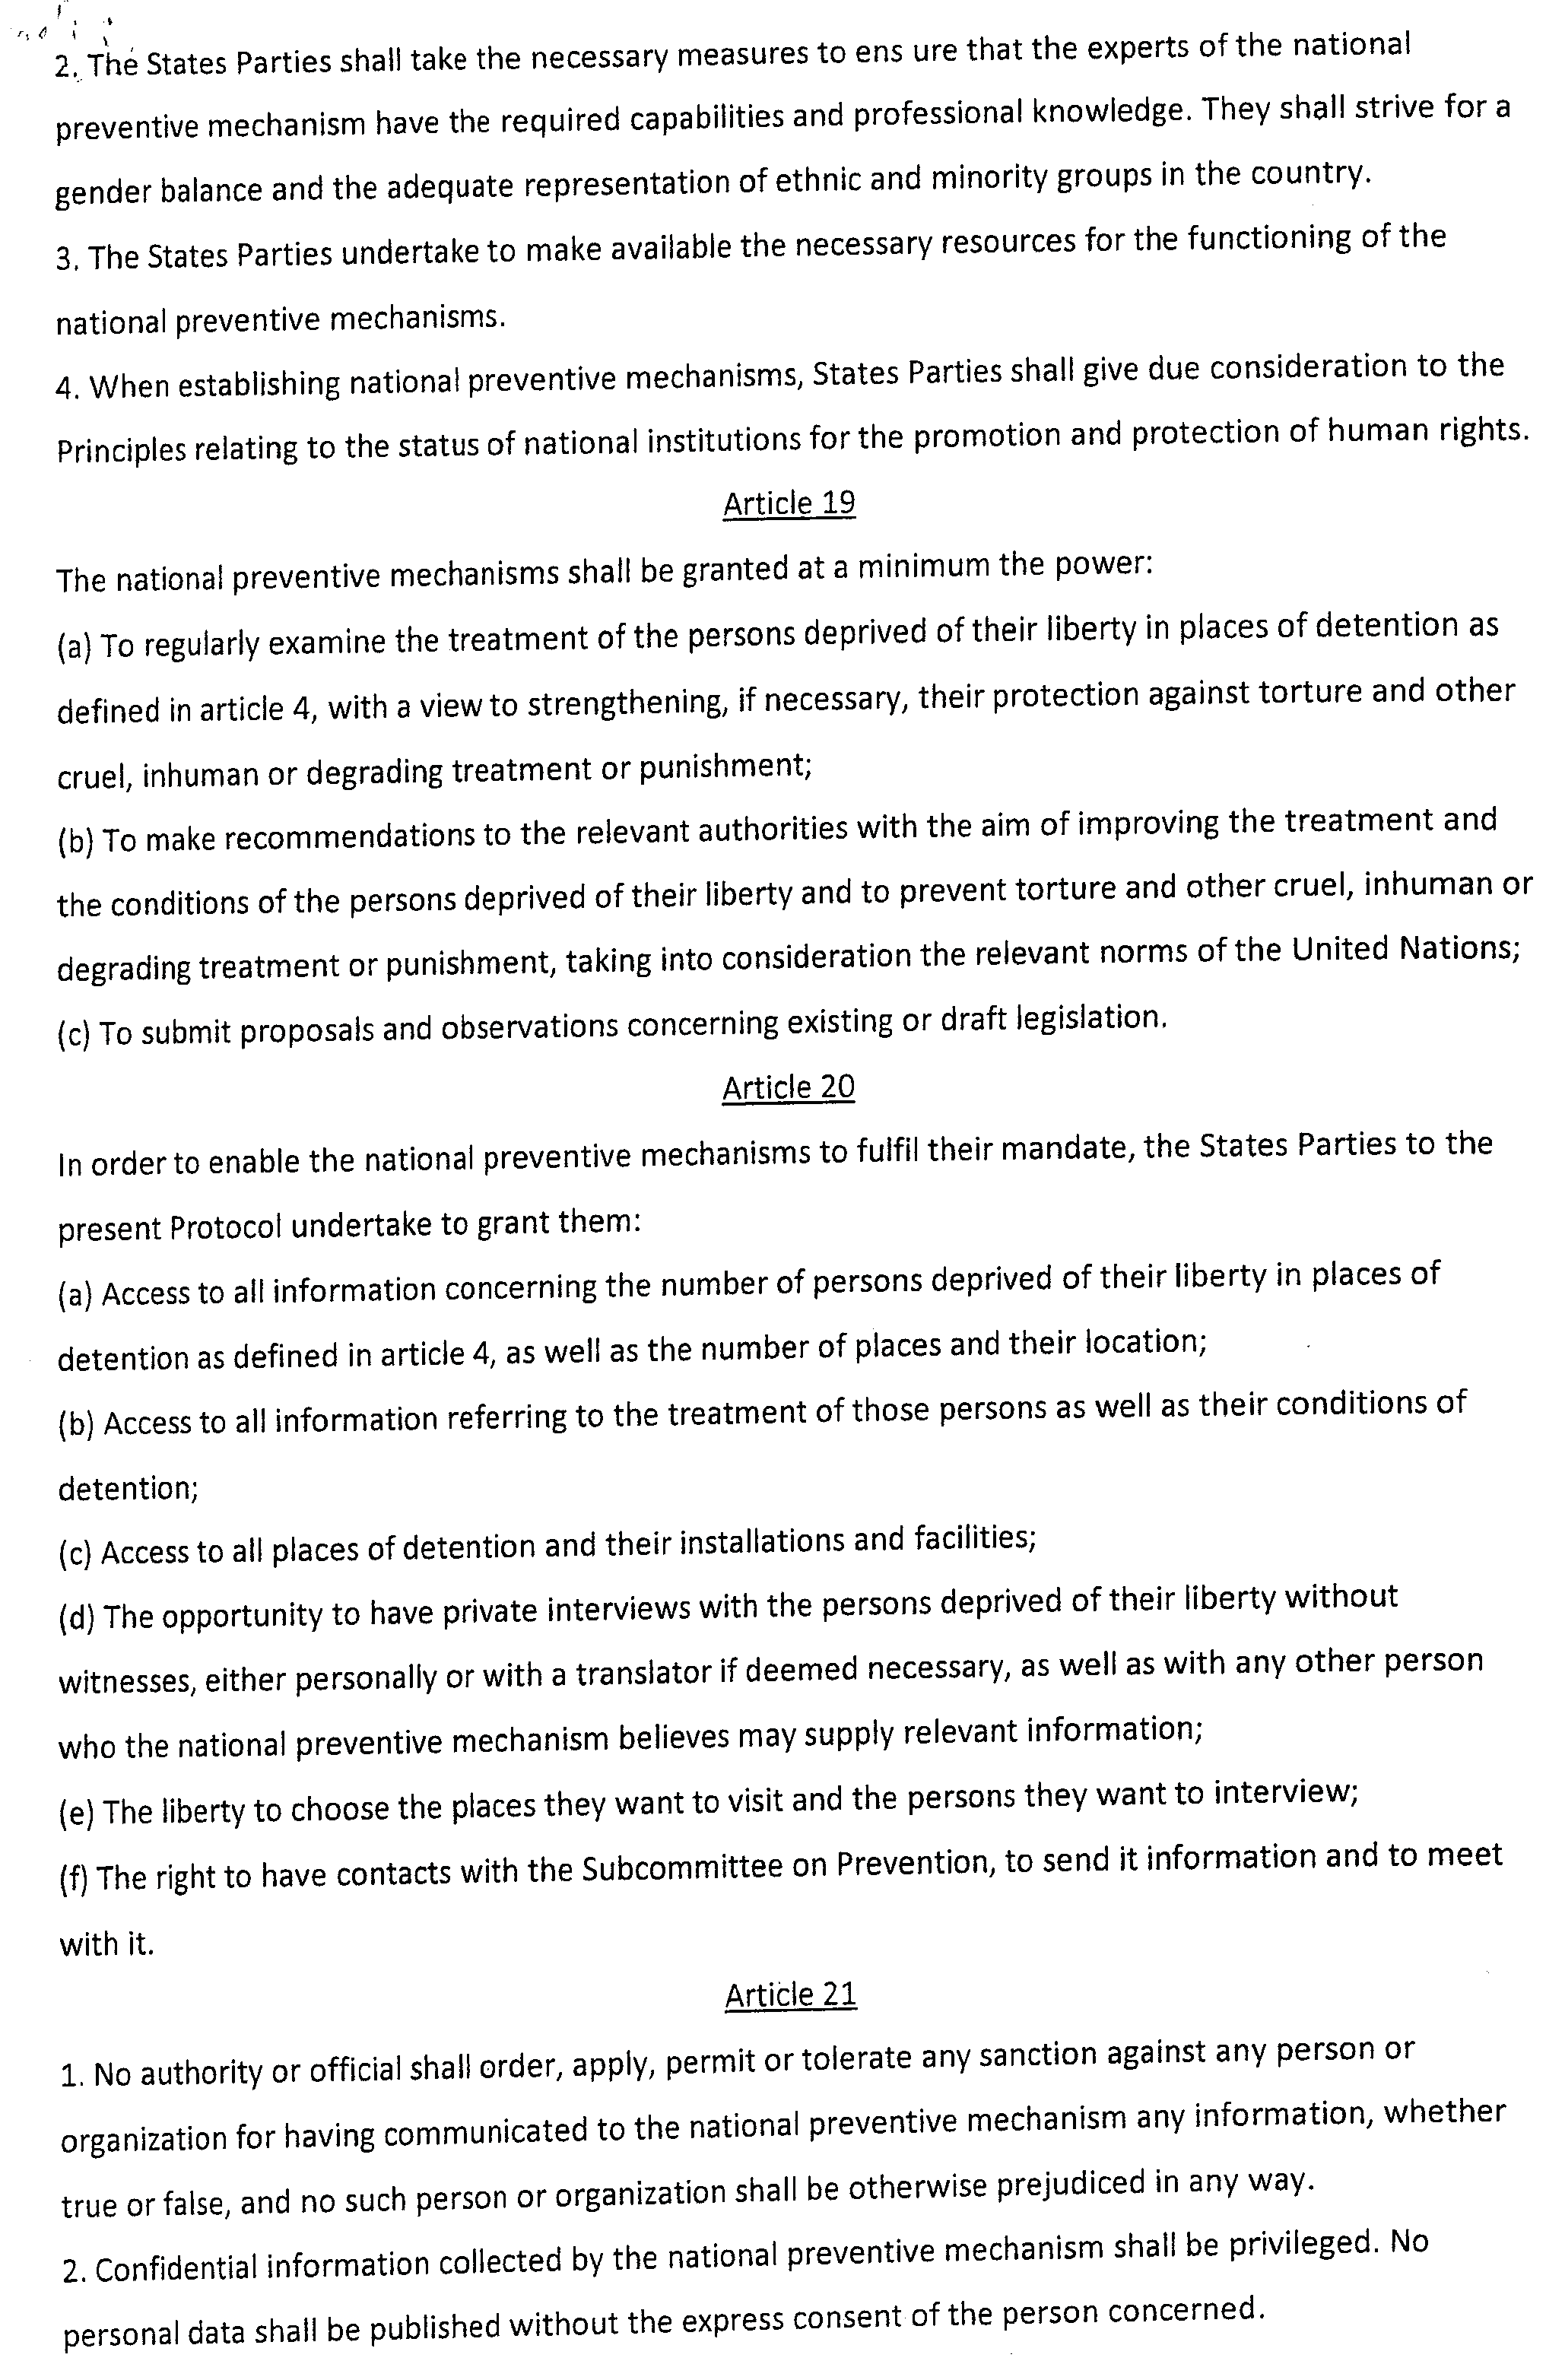 2. The States Parties shall take the necessary measures to ens ure that the experts of the national
preventive mechanism have the required capabilities and professional knowledge. They shall strive for a
gender balance and the adequate representation of ethnic and minority groups in the country.
3. The States Parties undertake to make available the necessary resources for the functioning of the
national preventive mechanisms.
4. When establishing national preventive mechanisms, States Parties shall give due consideration to the
Principles relating to the status of national institutions for the promotion and protection of human rights.
Article 19
The national preventive mechanisms shall be granted at a minimum the power:
(a) To regularly examine the treatment of the persons deprived of their liberty in places of detention as
defined in article 4, with a view to strengthening, if necessary, their protection against torture and other
cruel, inhuman or degrading treatment or punishment;
(b) To make recommendations to the relevant authorities with the aim of improving the treatment and
the conditions of the persons deprived of their liberty and to prevent torture and other cruel, inhuman or
degrading treatment or punishment, taking into consideration the relevant norms of the United Nations;
(c) To submit proposals and observations concerning existing or draft legislation.
Article 20
In order to enable the national preventive mechanisms to fulfil their mandate, the States Parties to the
present Protocol undertake to grant them:
(a) Access to all information concerning the number of persons deprived of their liberty in places of
detention as defined in article 4, as well as the number of places and their location;
(b) Access to all information referring to the treatment of those persons as well as their conditions of
detention;
(c) Access to all places of detention and their installations and facilities;
(d) The opportunity to have private interviews with the persons deprived of their liberty without
witnesses, either personally or with a translator if deemed necessary, as well as with any other person
who the national preventive mechanism believes may supply relevant information;
(e) The liberty to choose the places they want to visit and the persons they want to interview;
(f) The right to have contacts with the Subcommittee on Prevention, to send it information and to meet
with it.
Article 21
1. No authority or official shall order, apply, permit or tolerate any sanction against any person or
organization for having communicated to the national preventive mechanism any information, whether
true or false, and no such person or organization shall be otherwise prejudiced in any way.
2. Confidential information collected by the national preventive mechanism shall be privileged. No
personal data shall be published without the express consent of the person concerned.